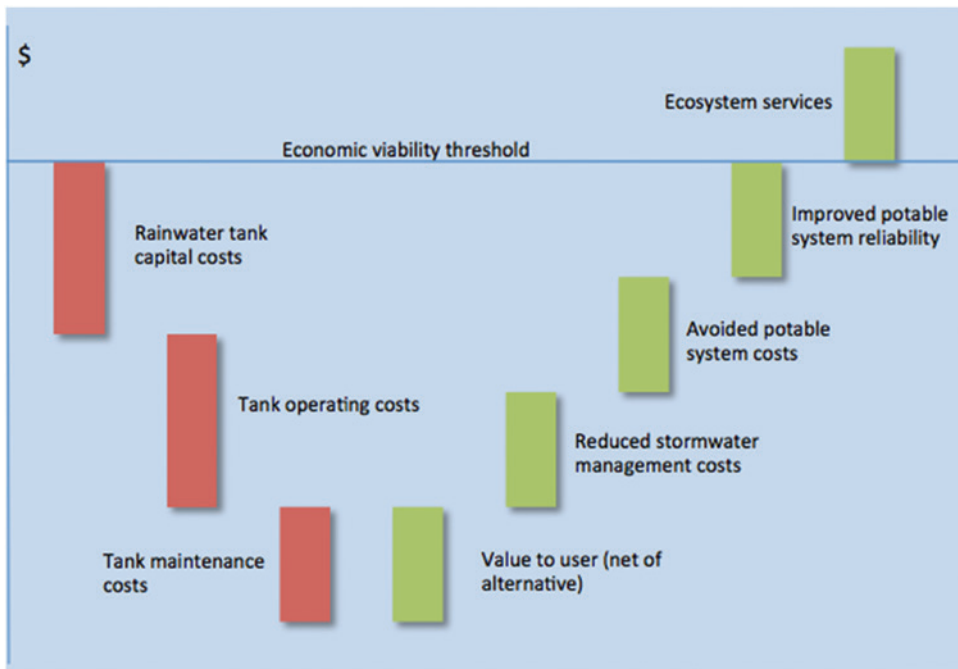 $
Ecosystem services
Economic viability threshold
Rainwater tank
capital costs
Improved potable
system reliability
Avoided potable
system costs
Tank operating costs
Reduced stormwater
management costs
Tank maintenance
costs
Value to user (net of
alternative)